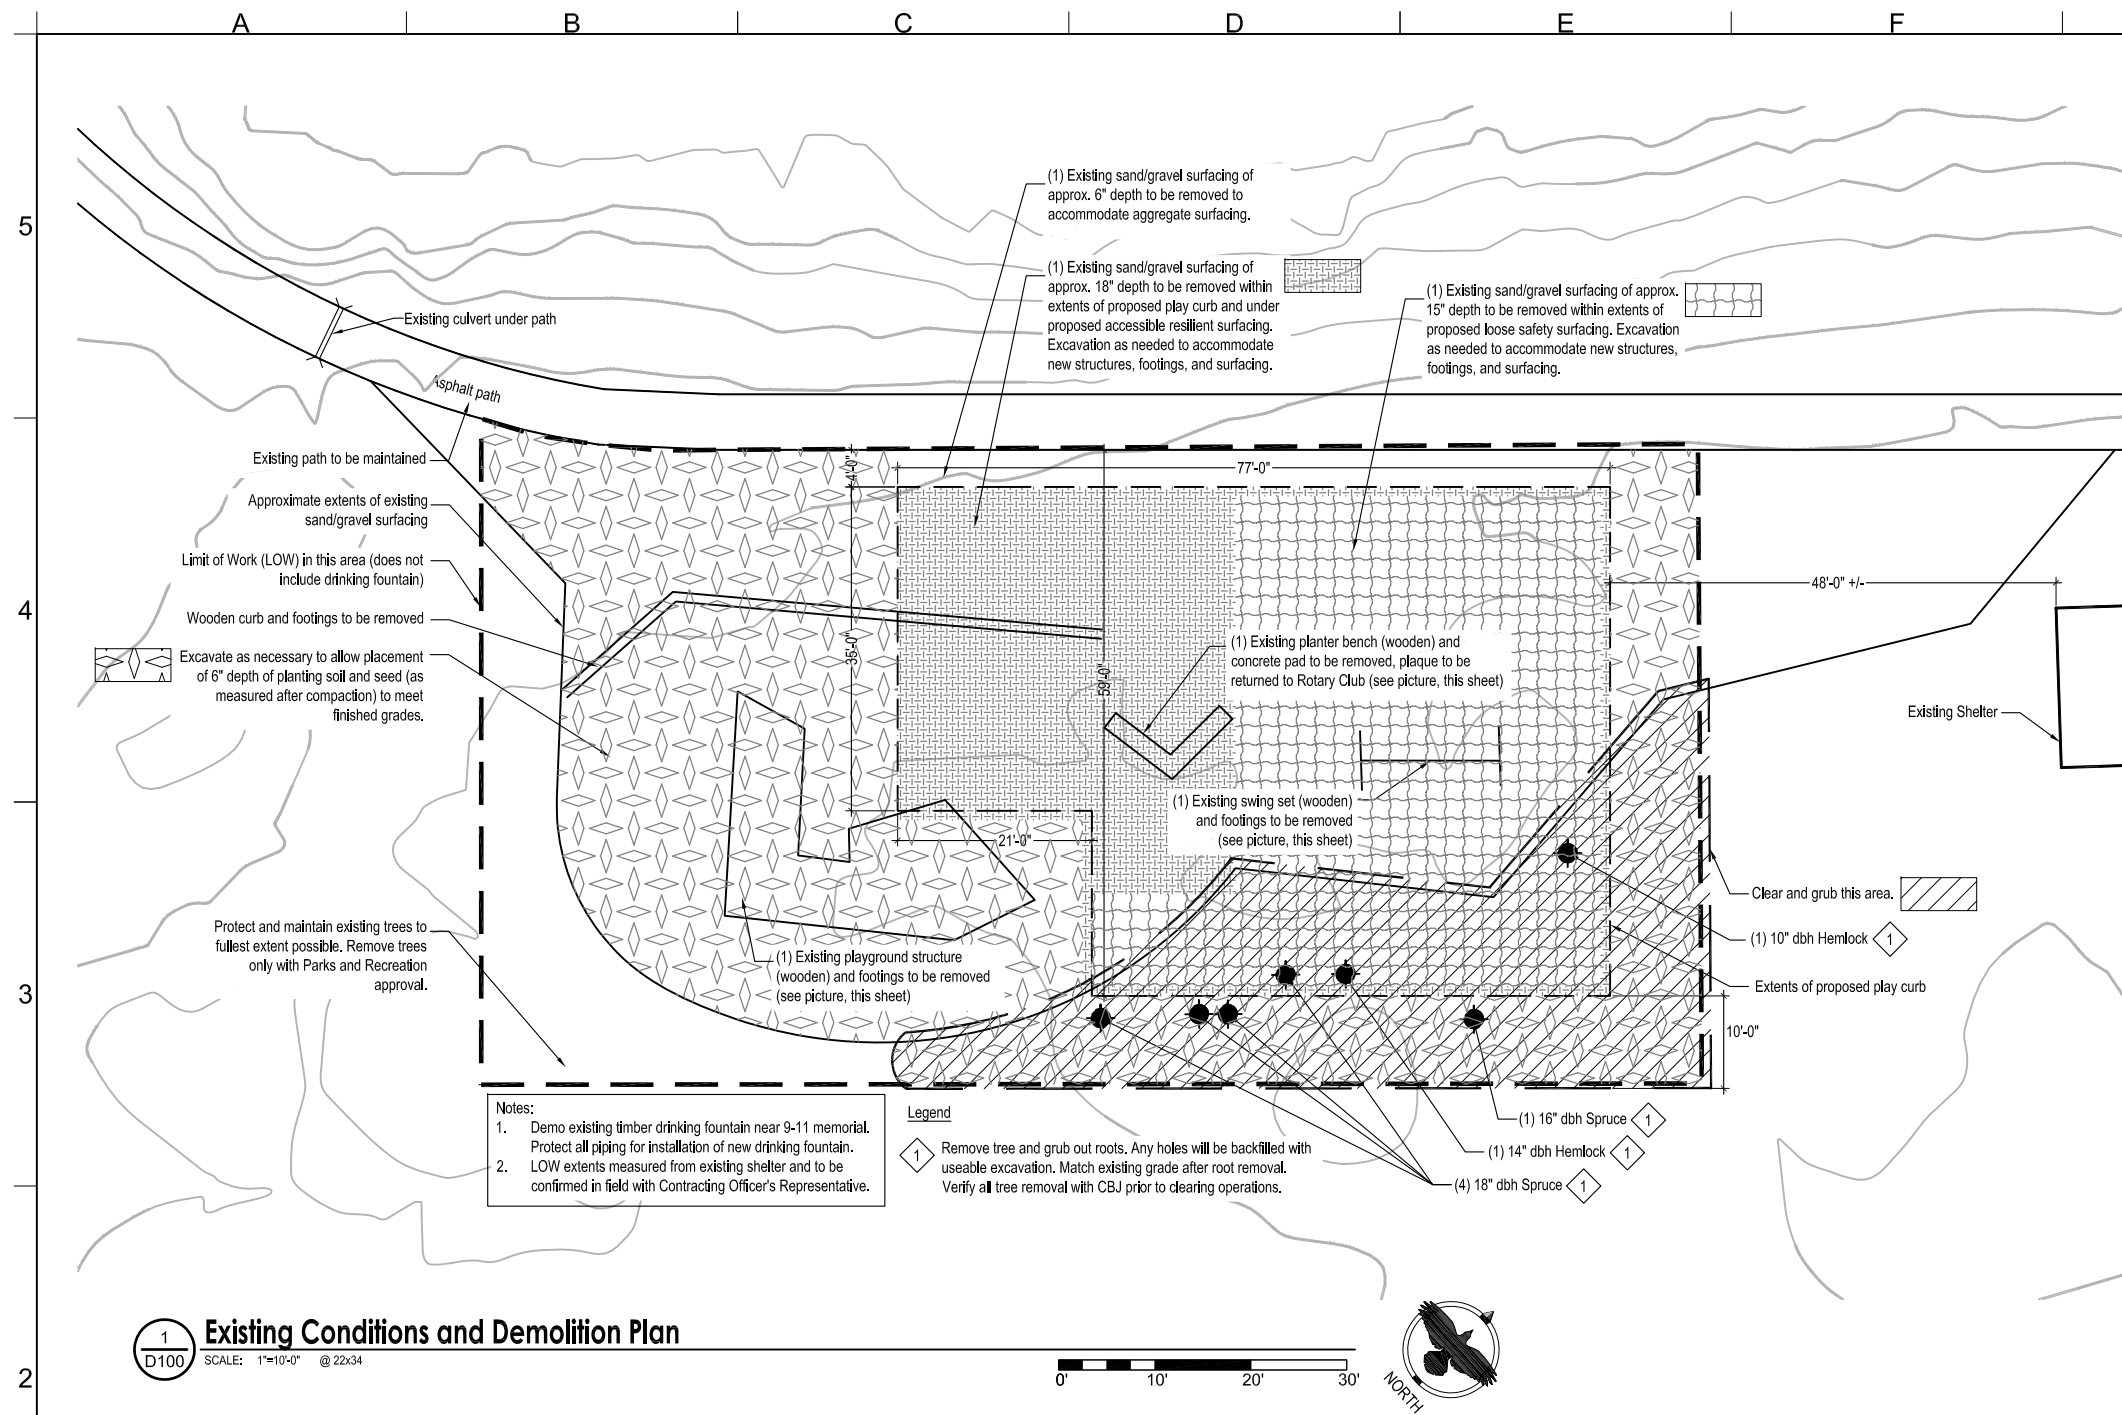 A B C D E F
5
4
3
2
(1) Existing sand/gravel surfacing of
approx. 6" depth to be removed to
accommodate aggregate surfacing.
(1) Existing sand/gravel surfacing of
approx. 18" depth to be removed within
extents of proposed play curb and under
proposed accessible resilient surfacing.
Excavation as needed to accommodate
new structures, footings, and surfacing.
(1) Existing sand/gravel surfacing of approx.
15" depth to be removed within extents of
proposed loose safety surfacing. Excavation
as needed to accommodate new structures,
footings, and surfacing.
Existing culvert under path
Asphalt path
Existing path to be maintained
Approximate extents of existing
sand/gravel surfacing
Limit of Work (LOW) in this area (does not
include drinking fountain)
Wooden curb and footings to be removed
Excavate as necessary to allow placement
of 6" depth of planting soil and seed (as
measured after compaction) to meet
finished grades.
Protect and maintain existing trees to
fullest extent possible. Remove trees
only with Parks and Recreation
approval.
4'-0"
77'-0"
35'-0"
59'-0"
48'-0" +/-
21'-0"
10'-0"
(1) Existing planter bench (wooden) and
concrete pad to be removed, plaque to be
returned to Rotary Club (see picture, this sheet)
(1) Existing swing set (wooden)
and footings to be removed
(see picture, this sheet)
(1) Existing playground structure
(wooden) and footings to be removed
(see picture, this sheet)
Existing Shelter
Clear and grub this area.
(1) 10" dbh Hemlock 1
Extents of proposed play curb
(1) 16" dbh Spruce 1
(1) 14" dbh Hemlock 1
(4) 18" dbh Spruce 1
Notes:
1. Demo existing timber drinking fountain near 9-11 memorial.
Protect all piping for installation of new drinking fountain.
2. LOW extents measured from existing shelter and to be
confirmed in field with Contracting Officer's Representative.
Legend
1 Remove tree and grub out roots. Any holes will be backfilled with
useable excavation. Match existing grade after root removal.
Verify all tree removal with CBJ prior to clearing operations.
1
D100
Existing Conditions and Demolition Plan
SCALE: 1"=10'-0" @ 22x34
0' 10' 20' 30'
NORTH